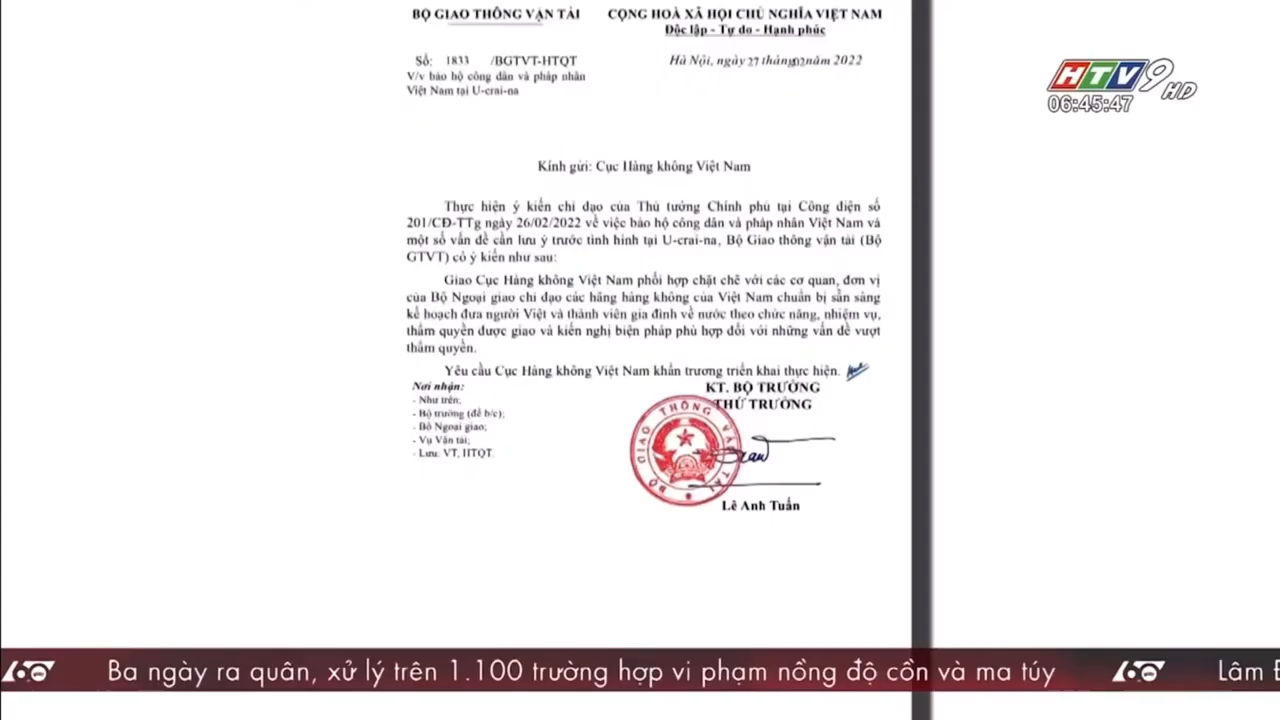 BỘ GIAO THÔNG VẬN TẢI
CỘNG HOÀ XÃ HỘI CHỦ NGHĨA VIỆT NAM
Độc lập - Tự do - Hạnh phúc
Số: 1833 /BGTVT-HTQT
Hà Nội, ngày 27 tháng 02 năm 2022
V/v bảo hộ công dân và pháp nhân
Việt Nam tại U-crai-na
HTV9 HD
06:45:47
Kính gửi: Cục Hàng không Việt Nam
Thực hiện ý kiến chỉ đạo của Thủ tướng Chính phủ tại Công điện số
201/CĐ-TTg ngày 26/02/2022 về việc bảo hộ công dân và pháp nhân Việt Nam và
một số vấn đề cần lưu ý trước tình hình tại U-crai-na, Bộ Giao thông vận tải (Bộ
GTVT) có ý kiến như sau:
Giao Cục Hàng không Việt Nam phối hợp chặt chẽ với các cơ quan, đơn vị
của Bộ Ngoại giao chỉ đạo các hãng hàng không của Việt Nam chuẩn bị sẵn sàng
kế hoạch đưa người Việt và thành viên gia đình về nước theo chức năng, nhiệm vụ,
thẩm quyền được giao và kiến nghị biện pháp phù hợp đối với những vấn đề vượt
thẩm quyền.
Yêu cầu Cục Hàng không Việt Nam khẩn trương triển khai thực hiện.
Nơi nhận:
- Như trên;
- Bộ trưởng (để b/c);
- Bộ Ngoại giao;
- Vụ Vận tải;
- Lưu: VT, HTQT.
KT. BỘ TRƯỞNG
THỨ TRƯỞNG
BỘ GIAO THÔNG VẬN TẢI
Lê Anh Tuấn
60 Ba ngày ra quân, xử lý trên 1.100 trường hợp vi phạm nồng độ cồn và ma túy 60 Lâm Đ